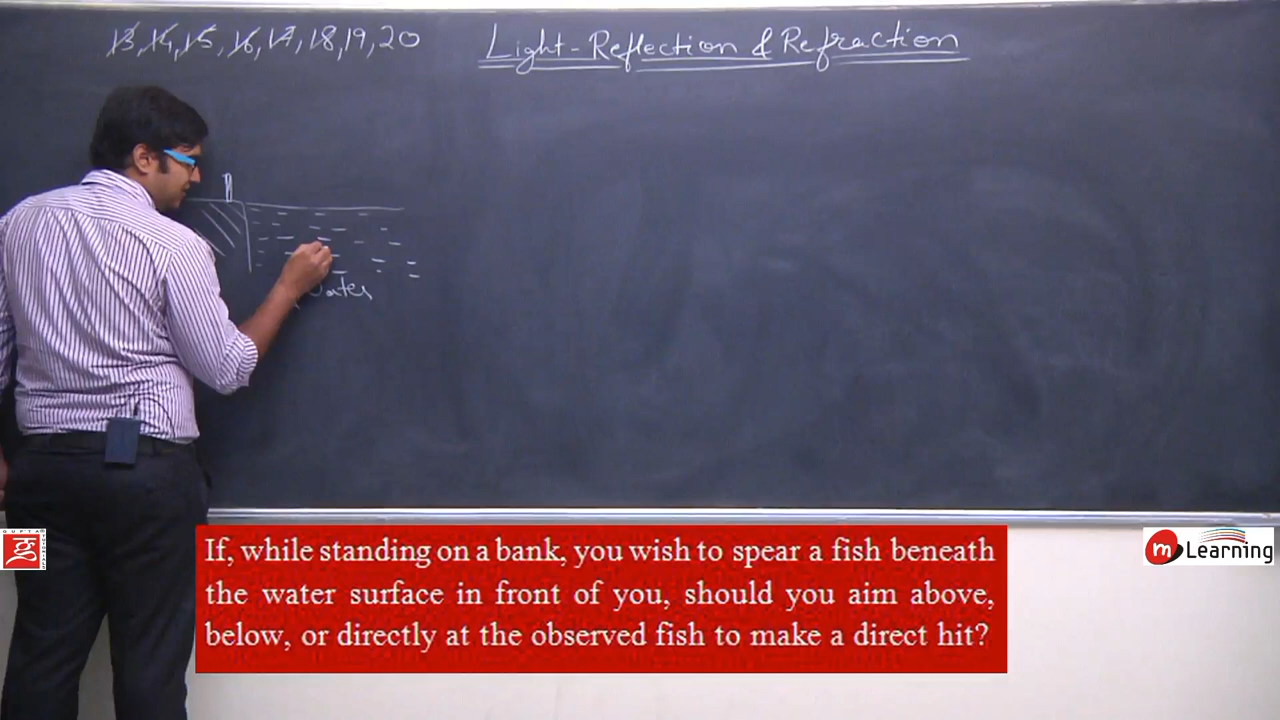 13, 14, 15, 16, 17, 18, 19, 20
Light-Reflection & Refraction
Water
GUPTA
If, while standing on a bank, you wish to spear a fish beneath
the water surface in front of you, should you aim above,
below, or directly at the observed fish to make a direct hit?
m Learning